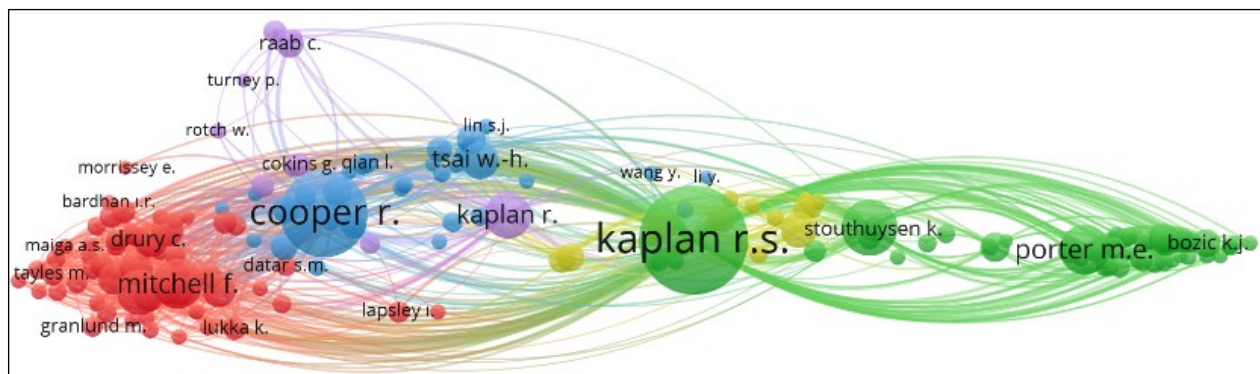 raab c.
turney p.
rotch w.
lin s.j.
morrissey e.
cokins g.
qian l.
tsai w.-h.
wang y.
li y.
bardhan ı.r.
cooper r.
kaplan r.
maiga a.s.
drury c.
kaplan r.s.
stouthuysen k.
porter m.e.
bozic k.j.
tayles m.
mitchell f.
datar s.m.
granlund m.
lukka k.
lapsley ı.